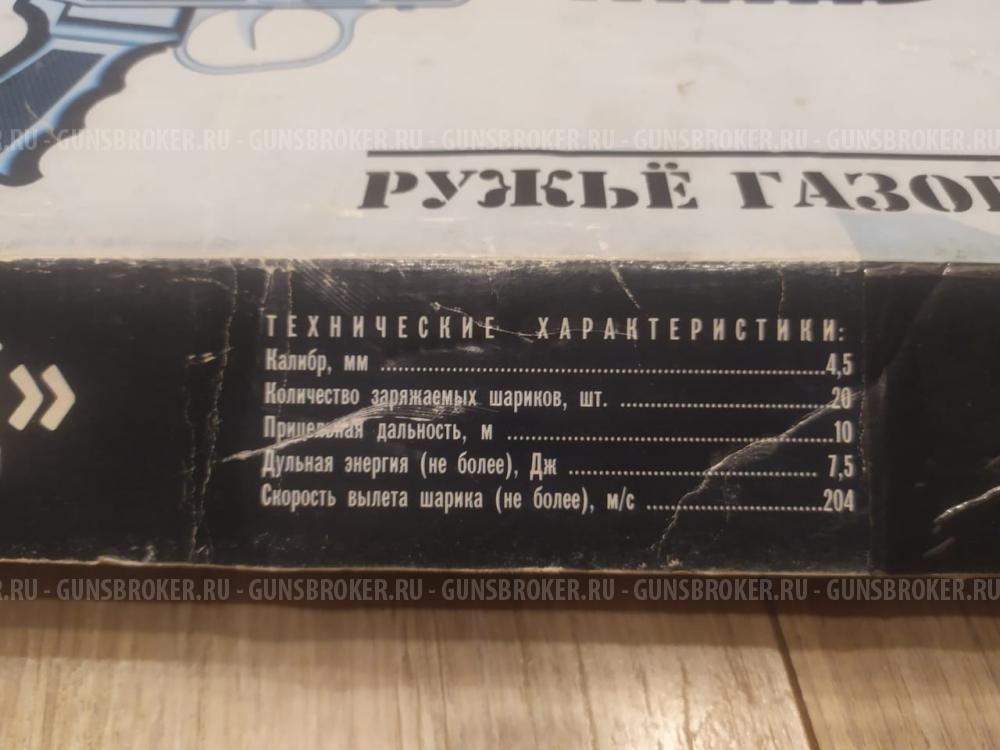 GUNSBROKER.RU - GUNSBROKER.RU - GUNSBROKER.RU - GUNSBROKER.RU - GUNSBROKER.RU
РУЖЬЁ ГАЗО
ТЕХНИЧЕСКИЕ ХАРАКТЕРИСТИКИ:
Калибр, мм ........ 4,5
Количество заряжаемых шариков, шт. ........ 20
Прицельная дальность, м ........ 10
»
Дульная энергия (не более), Дж ........ 7,5
Скорость вылета шарика (не более), м/с ........ 204
GUNSBROKER.RU - GUNSBROKER.RU - GUNSBROKER.RU - GUNSBROKER.RU - GUNSBROKER.RU